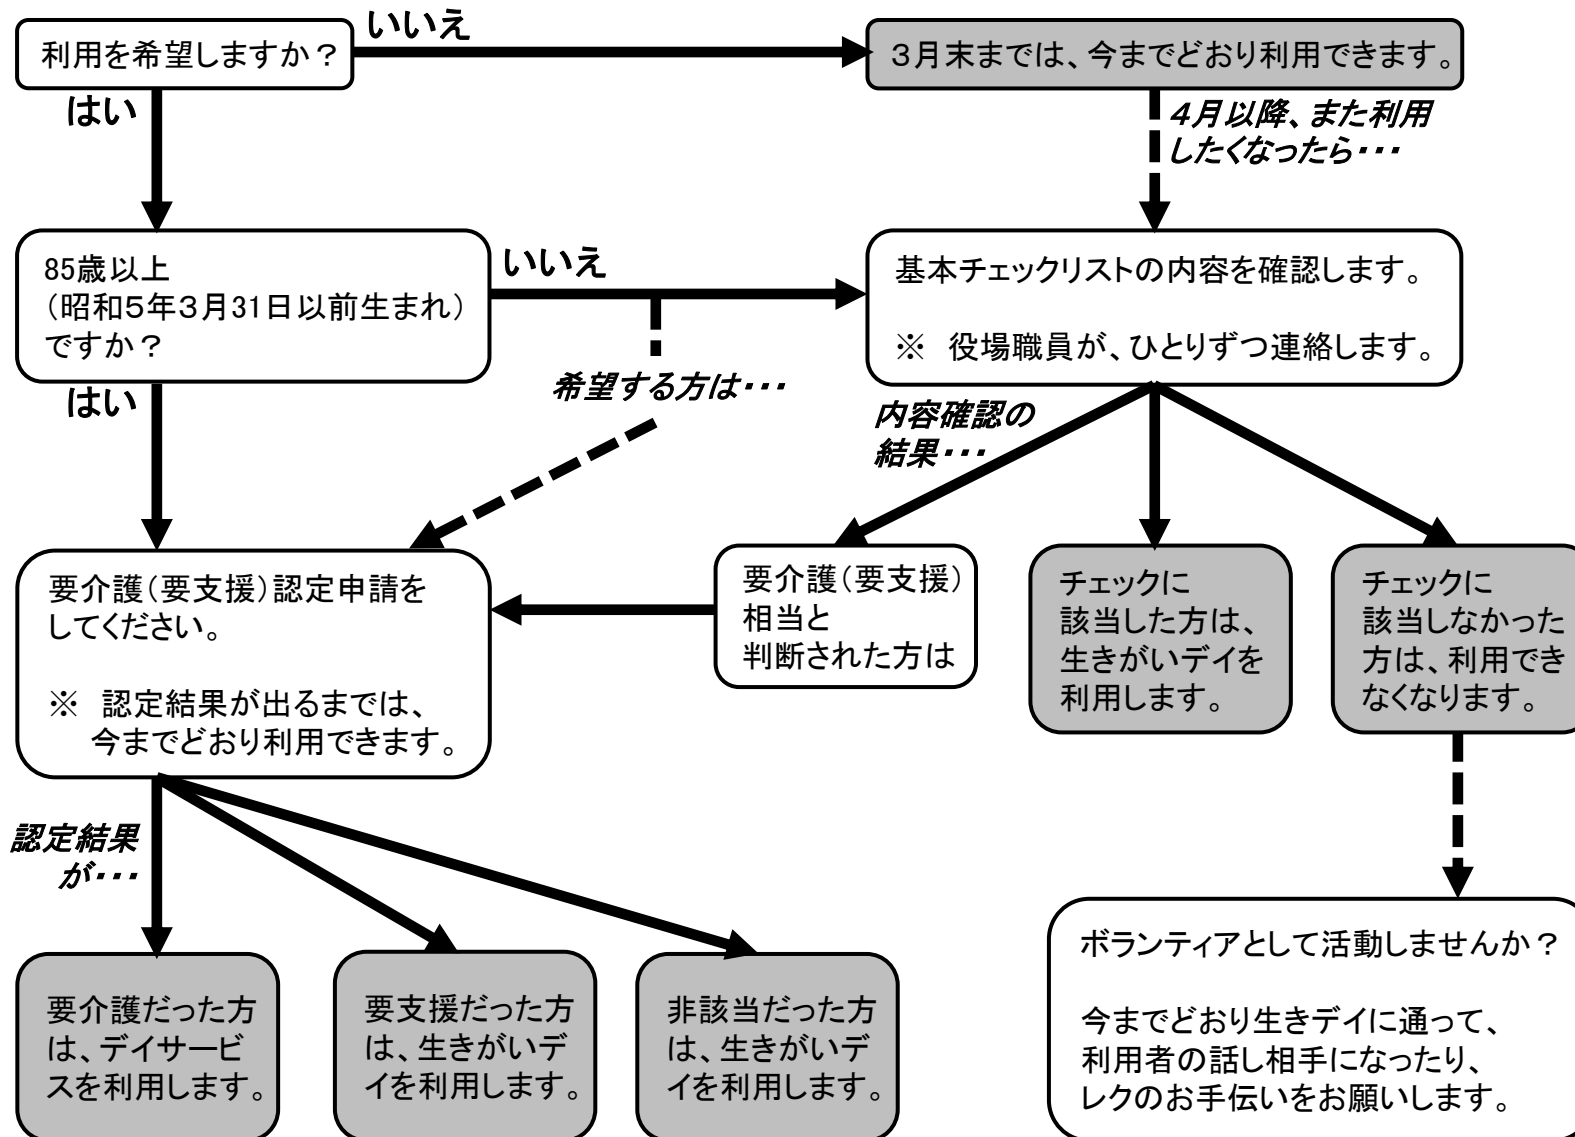 利用を希望しますか？
いいえ
３月末までは、今までどおり利用できます。
はい
４月以降、また利用
したくなったら・・・
85歳以上
（昭和５年３月31日以前生まれ）
ですか？
いいえ
基本チェックリストの内容を確認します。
※　役場職員が、ひとりずつ連絡します。
はい
希望する方は・・・
内容確認の
結果・・・
要介護（要支援）認定申請を
してください。
※　認定結果が出るまでは、
今までどおり利用できます。
要介護（要支援）
相当と
判断された方は
チェックに
該当した方は、
生きがいデイを
利用します。
チェックに
該当しなかった
方は、利用でき
なくなります。
認定結果
が・・・
要介護だった方
は、デイサービ
スを利用します。
要支援だった方
は、生きがいデ
イを利用します。
非該当だった方
は、生きがいデ
イを利用します。
ボランティアとして活動しませんか？
今までどおり生きデイに通って、
利用者の話し相手になったり、
レクのお手伝いをお願いします。